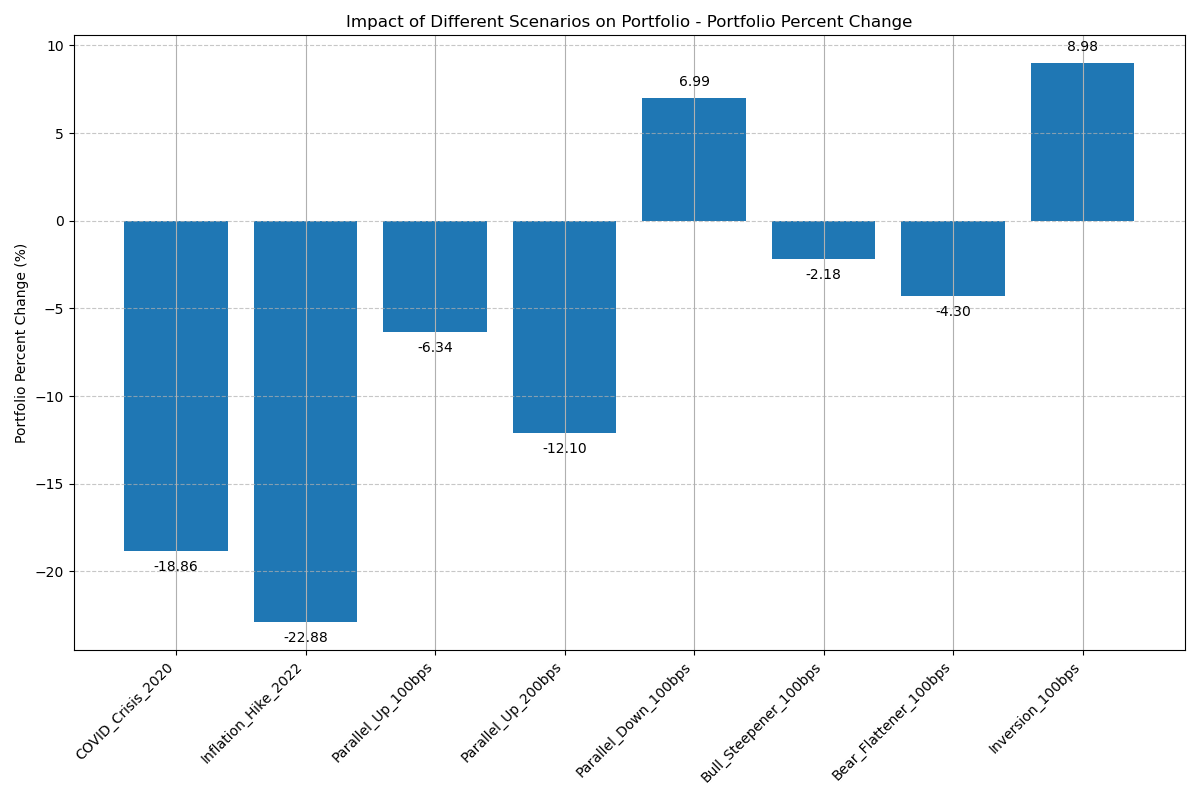 Impact of Different Scenarios on Portfolio - Portfolio Percent Change
Portfolio Percent Change (%)
10
5
0
−5
−10
−15
−20
-18.86
-22.88
-6.34
-12.10
6.99
-2.18
-4.30
8.98
COVID_Crisis_2020
Inflation_Hike_2022
Parallel_Up_100bps
Parallel_Up_200bps
Parallel_Down_100bps
Bull_Steepener_100bps
Bear_Flattener_100bps
Inversion_100bps